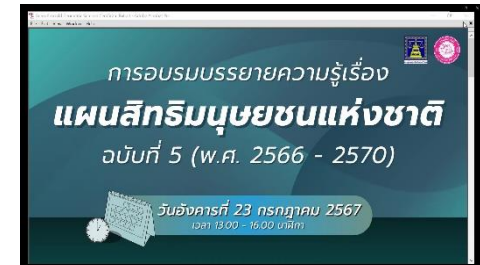 การอบรมบรรยายความรู้เรื่อง
แผนสิทธิมนุษยชนแห่งชาติ
ฉบับที่ 5 (พ.ศ. 2566 - 2570)
วันอังคารที่ 23 กรกฎาคม 2567
เวลา 13.00 - 16.00 นาฬิกา